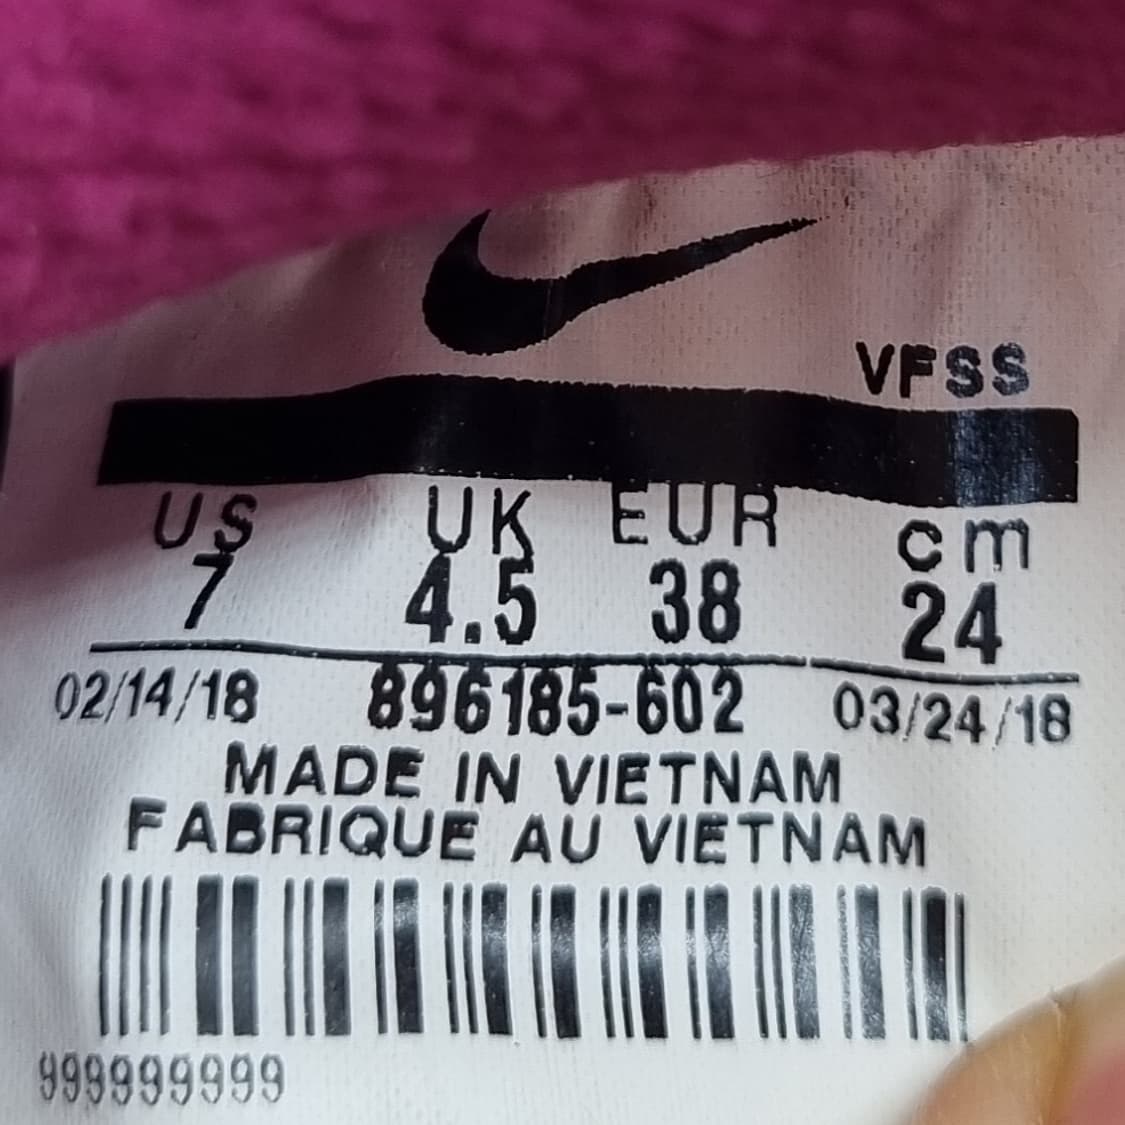 VFSS
US UK EUR cm
7 4.5 38 24
02/14/18 896185-602 03/24/18
MADE IN VIETNAM
FABRIQUE AU VIETNAM
999999999